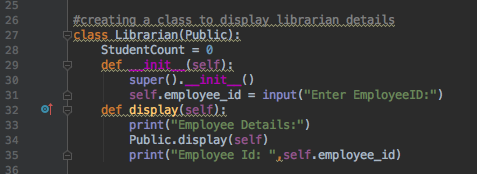 25
26 #creating a class to display librarian details
27 class Librarian(Public):
28     StudentCount = 0
29     def __init__(self):
30         super().__init__()
31         self.employee_id = input("Enter EmployeeID:")
32     def display(self):
33         print("Employee Details:")
34         Public.display(self)
35         print("Employee Id: ",self.employee_id)
36